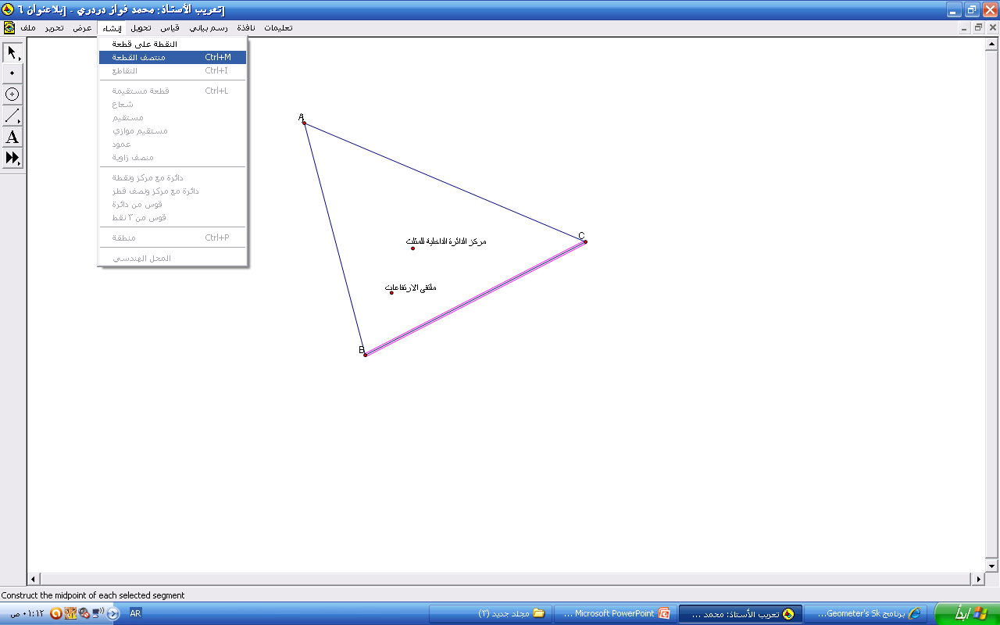 [تعريب الأستاذ: محمد فواز دردري - [بلاعنوان ٦
ملف تحرير عرض إنشاء تحويل قياس رسم بياني نافذة تعليمات
النقطة على قطعة
منتصف القطعة Ctrl+M
التقاطع Ctrl+I
قطعة مستقيمة Ctrl+L
شعاع
مستقيم
مستقيم موازي
عمود
منصف زاوية
دائرة مع مركز ونقطة
دائرة مع مركز ونصف قطر
قوس من دائرة
قوس من ٣ نقط
منطقة Ctrl+P
المحل الهندسي
A
A
C
مركز الدائرة الداخلية للمثلث
ملتقى الارتفاعات
B
Construct the midpoint of each selected segment
ابدأ
برنامج Geometer's Sk...
تعريب الأستاذ: محمد ...
Microsoft PowerPoint ...
مجلد جديد (٢)
AR
٠١:١٢ ص